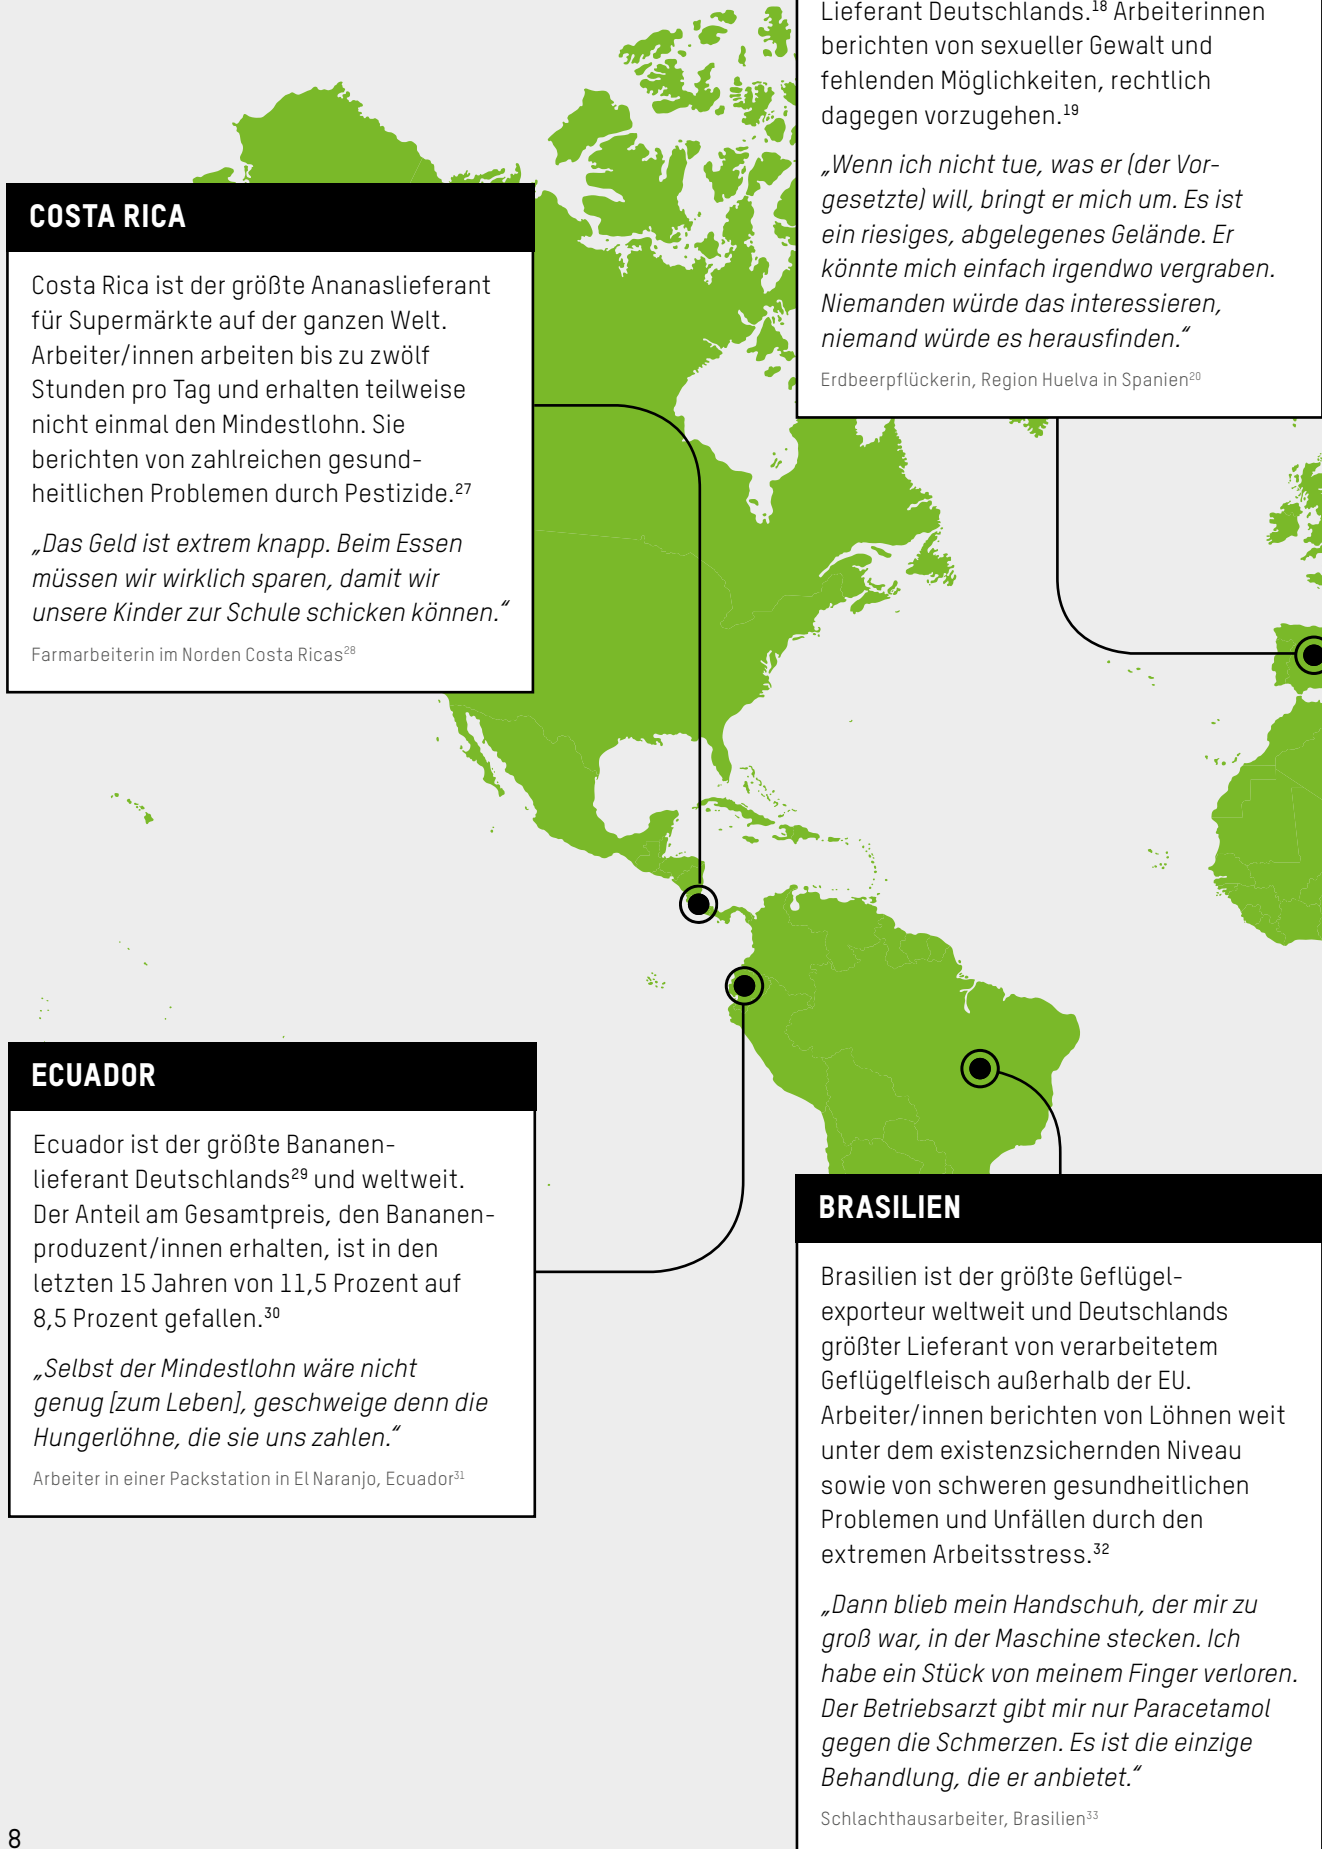 Lieferant Deutschlands.¹⁸ Arbeiterinnen
berichten von sexueller Gewalt und
fehlenden Möglichkeiten, rechtlich
dagegen vorzugehen.¹⁹
„Wenn ich nicht tue, was er (der Vor-
gesetzte) will, bringt er mich um. Es ist
ein riesiges, abgelegenes Gelände. Er
könnte mich einfach irgendwo vergraben.
Niemanden würde das interessieren,
niemand würde es herausfinden.“
Erdbeerpflückerin, Region Huelva in Spanien²⁰
COSTA RICA
Costa Rica ist der größte Ananaslieferant
für Supermärkte auf der ganzen Welt.
Arbeiter/innen arbeiten bis zu zwölf
Stunden pro Tag und erhalten teilweise
nicht einmal den Mindestlohn. Sie
berichten von zahlreichen gesund-
heitlichen Problemen durch Pestizide.²⁷
„Das Geld ist extrem knapp. Beim Essen
müssen wir wirklich sparen, damit wir
unsere Kinder zur Schule schicken können.“
Farmarbeiterin im Norden Costa Ricas²⁸
ECUADOR
Ecuador ist der größte Bananen-
lieferant Deutschlands²⁹ und weltweit.
Der Anteil am Gesamtpreis, den Bananen-
produzent/innen erhalten, ist in den
letzten 15 Jahren von 11,5 Prozent auf
8,5 Prozent gefallen.³⁰
„Selbst der Mindestlohn wäre nicht
genug [zum Leben], geschweige denn die
Hungerlöhne, die sie uns zahlen.“
Arbeiter in einer Packstation in El Naranjo, Ecuador³¹
BRASILIEN
Brasilien ist der größte Geflügel-
exporteur weltweit und Deutschlands
größter Lieferant von verarbeitetem
Geflügelfleisch außerhalb der EU.
Arbeiter/innen berichten von Löhnen weit
unter dem existenzsichernden Niveau
sowie von schweren gesundheitlichen
Problemen und Unfällen durch den
extremen Arbeitsstress.³²
„Dann blieb mein Handschuh, der mir zu
groß war, in der Maschine stecken. Ich
habe ein Stück von meinem Finger verloren.
Der Betriebsarzt gibt mir nur Paracetamol
gegen die Schmerzen. Es ist die einzige
Behandlung, die er anbietet.“
Schlachthausarbeiter, Brasilien³³
8